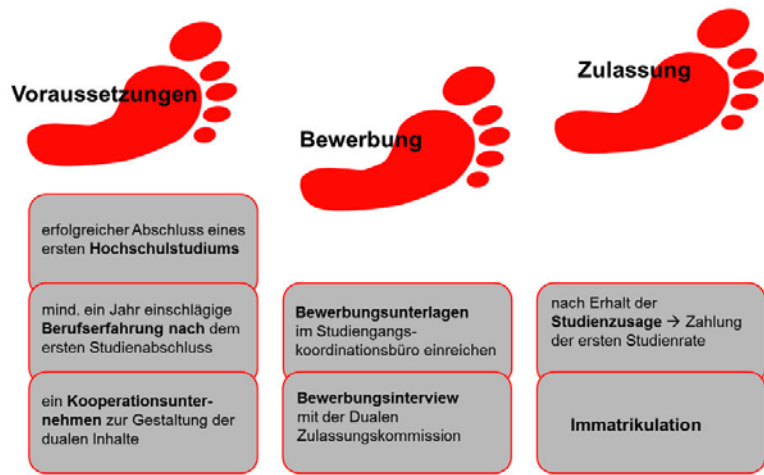 Voraussetzungen
erfolgreicher Abschluss eines
ersten Hochschulstudiums
mind. ein Jahr einschlägige
Berufserfahrung nach dem
ersten Studienabschluss
ein Kooperationsunter-
nehmen zur Gestaltung der
dualen Inhalte
Bewerbung
Bewerbungsunterlagen
im Studiengangs-
koordinationsbüro einreichen
Bewerbungsinterview
mit der Dualen
Zulassungskommission
Zulassung
nach Erhalt der
Studienzusage → Zahlung
der ersten Studienrate
Immatrikulation